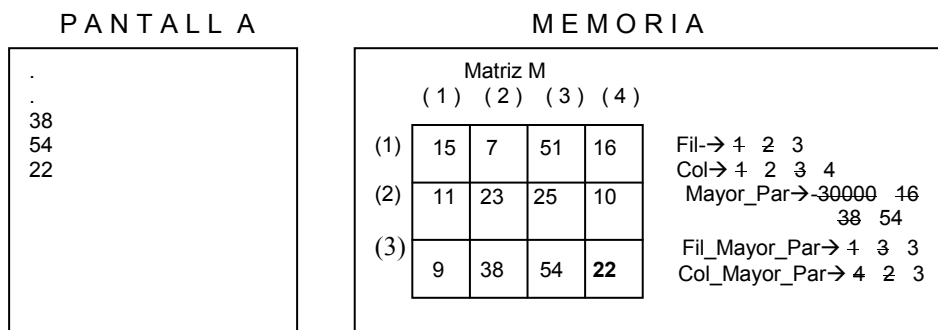 P A N T A L L  A
.
.
38
54
22
M E M O R I A
Matriz M
( 1 ) ( 2 ) ( 3 ) ( 4 )
(1) 15 7 51 16
(2) 11 23 25 10
(3) 9 38 54 22
Fil-→ 1 2 3
Col→ 1 2 3 4
Mayor_Par→-30000 16
38 54
Fil_Mayor_Par→ 1 3 3
Col_Mayor_Par→ 4 2 3